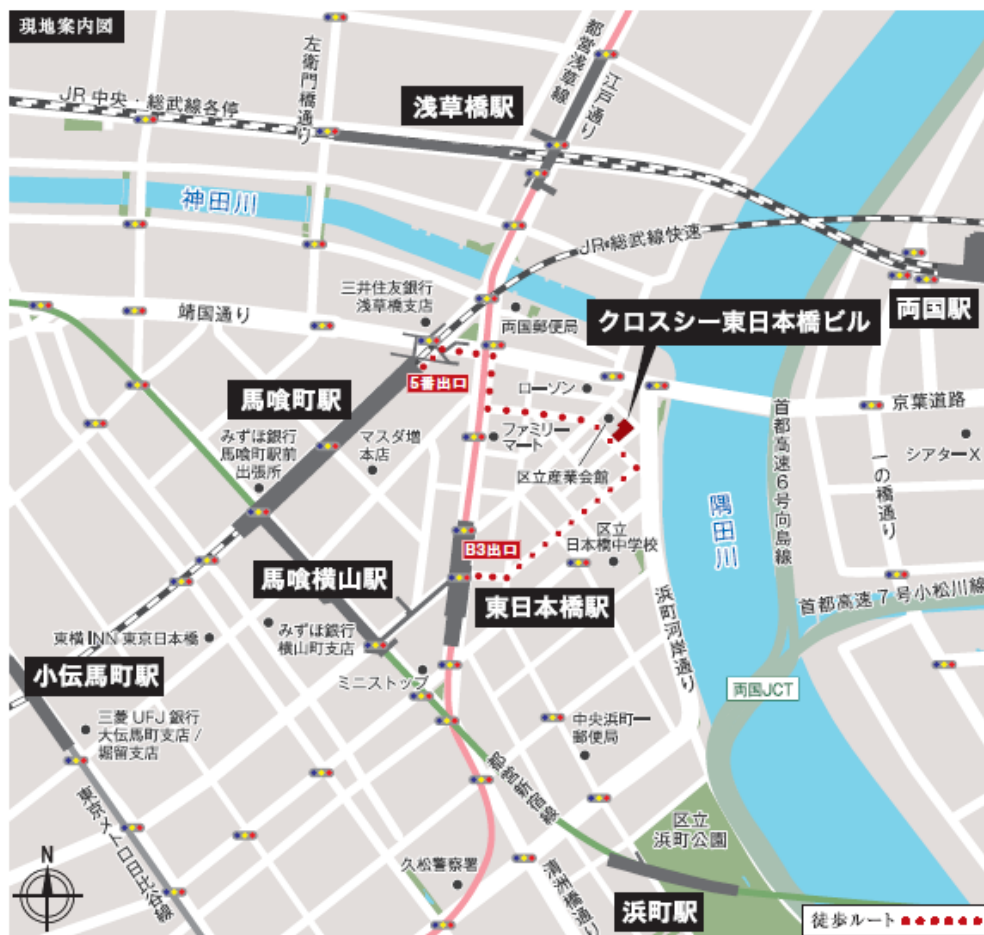 現地案内図
都営浅草線
江戸通り
左衛門橋通り
浅草橋駅
JR 中央・総武線各停
神田川
JR・総武線快速
三井住友銀行
浅草橋支店
靖国通り
両国郵便局
クロスシー東日本橋ビル
両国駅
5番出口
ローソン
馬喰町駅
京葉道路
首都高速6号向島線
みずほ銀行
馬喰町駅前
出張所
マスダ増
本店
ファミリー
マート
シアターX
一の橋通り
区立産業会館
隅田川
B3出口
区立
日本橋中学校
馬喰横山駅
東日本橋駅
首都高速7号小松川線
浜町河岸通り
東横INN 東京日本橋
みずほ銀行
横山町支店
小伝馬町駅
ミニストップ
両国JCT
三菱 UFJ 銀行
大伝馬町支店 /
堀留支店
中央浜町一
郵便局
都営新宿線
東京メトロ日比谷線
区立
浜町公園
久松警察署
清洲橋通り
浜町駅
N
徒歩ルート